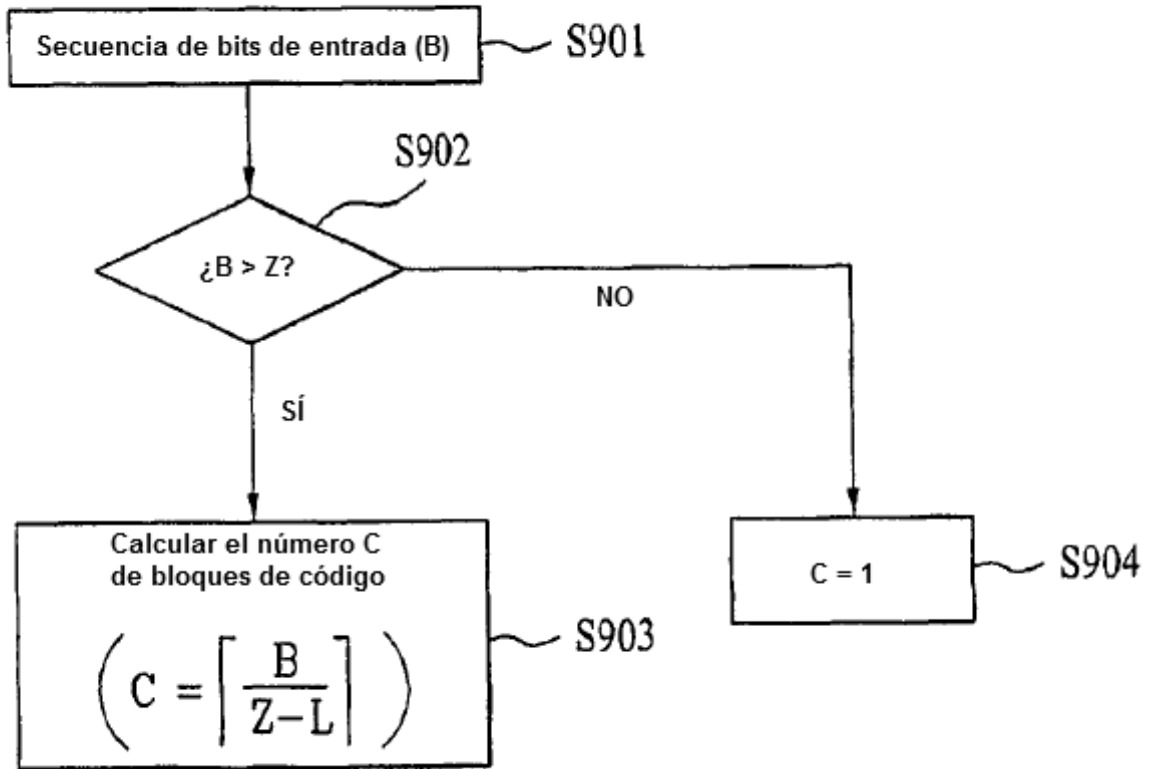 Secuencia de bits de entrada (B)
S901
S902
¿B > Z?
NO
SÍ
Calcular el número C
de bloques de código
(C = ⌈B / Z-L⌉)
S903
C = 1
S904